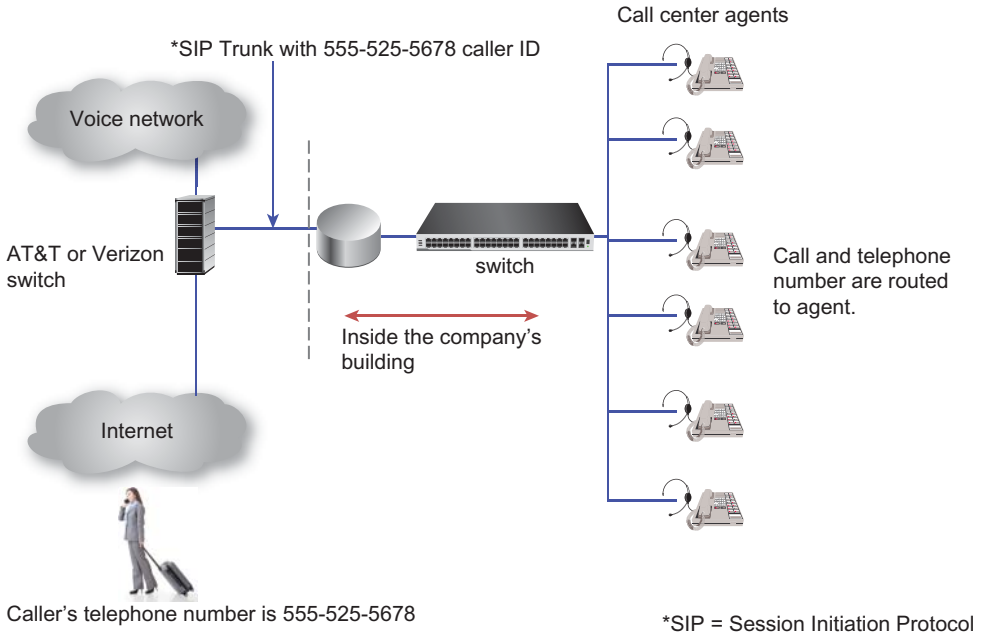 Call center agents
*SIP Trunk with 555-525-5678 caller ID
Voice network
AT&T or Verizon
switch
switch
Call and telephone
number are routed
to agent.
Inside the company's
building
Internet
Caller's telephone number is 555-525-5678
*SIP = Session Initiation Protocol